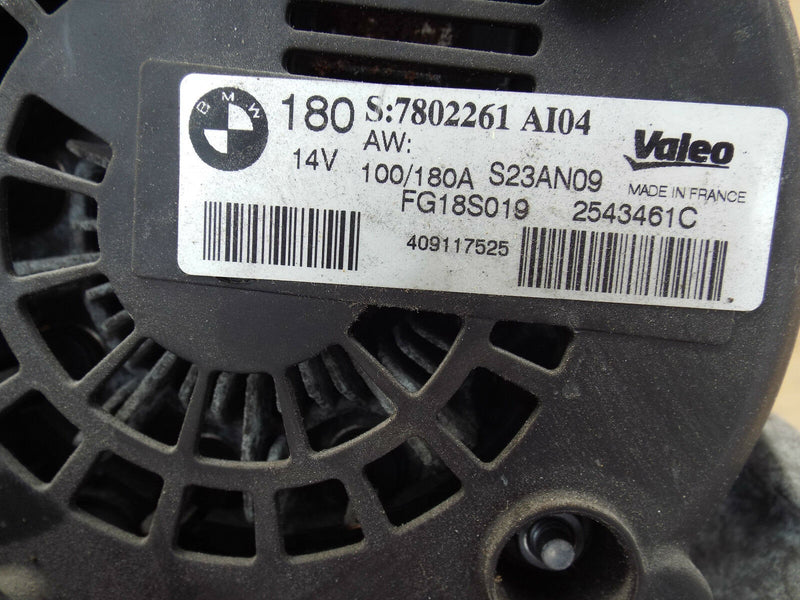 BMW
180 S:7802261 AI04
AW:
Valeo
14V 100/180A S23AN09
MADE IN FRANCE
FG18S019 2543461C
409117525